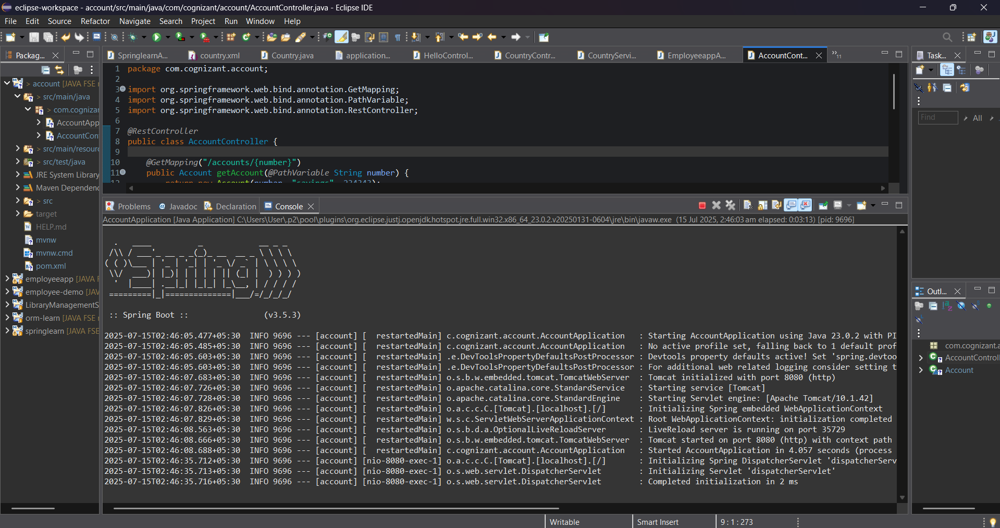 eclipse-workspace - account/src/main/java/com/cognizant/account/AccountController.java - Eclipse IDE
File Edit Source Refactor Navigate Search Project Run Window Help
Packag...
SpringlearnA... country.xml Country.java application... HelloControl... CountryContr... CountryServi... EmployeeappA... AccountCont... »11
Task...
> account [JAVA FSE
> src/main/java
> com.cognizar
AccountApp
AccountCon
> src/main/resour
> src/test/java
JRE System Library
Maven Dependenc
> src
target
HELP.md
mvnw
mvnw.cmd
pom.xml
employeeapp [JAVA F
employee-demo [JAV
LibraryManagementS
orm-learn [JAVA FSE
springlearn [JAVA FSE
1 package com.cognizant.account;
2
3 import org.springframework.web.bind.annotation.GetMapping;
4 import org.springframework.web.bind.annotation.PathVariable;
5 import org.springframework.web.bind.annotation.RestController;
6
7 @RestController
8 public class AccountController {
9
10 @GetMapping("/accounts/{number}")
11 public Account getAccount(@PathVariable String number) {
12 return new Account(number, "savings", 234343);
Find All
Problems Javadoc Declaration Console
AccountApplication [Java Application] C:\Users\User\.p2\pool\plugins\org.eclipse.justj.openjdk.hotspot.jre.full.win32.x86_64_23.0.2.v20250131-0604\jre\bin\javaw.exe (15 Jul 2025, 2:46:03 am elapsed: 0:03:13) [pid: 9696]
Spring
:: Spring Boot :: (v3.5.3)
2025-07-15T02:46:05.477+05:30 INFO 9696 --- [account] [ restartedMain] c.cognizant.account.AccountApplication : Starting AccountApplication using Java 23.0.2 with PI
2025-07-15T02:46:05.485+05:30 INFO 9696 --- [account] [ restartedMain] c.cognizant.account.AccountApplication : No active profile set, falling back to 1 default prof
2025-07-15T02:46:05.603+05:30 INFO 9696 --- [account] [ restartedMain] .e.DevToolsPropertyDefaultsPostProcessor : Devtools property defaults active! Set 'spring.devtoo
2025-07-15T02:46:05.603+05:30 INFO 9696 --- [account] [ restartedMain] .e.DevToolsPropertyDefaultsPostProcessor : For additional web related logging consider setting t
2025-07-15T02:46:07.683+05:30 INFO 9696 --- [account] [ restartedMain] o.s.b.w.embedded.tomcat.TomcatWebServer : Tomcat initialized with port 8080 (http)
2025-07-15T02:46:07.726+05:30 INFO 9696 --- [account] [ restartedMain] o.apache.catalina.core.StandardService : Starting service [Tomcat]
2025-07-15T02:46:07.728+05:30 INFO 9696 --- [account] [ restartedMain] o.apache.catalina.core.StandardEngine : Starting Servlet engine: [Apache Tomcat/10.1.42]
2025-07-15T02:46:07.826+05:30 INFO 9696 --- [account] [ restartedMain] o.a.c.c.C.[Tomcat].[localhost].[/] : Initializing Spring embedded WebApplicationContext
2025-07-15T02:46:07.829+05:30 INFO 9696 --- [account] [ restartedMain] w.s.c.ServletWebServerApplicationContext : Root WebApplicationContext: initialization completed
2025-07-15T02:46:08.563+05:30 INFO 9696 --- [account] [ restartedMain] o.s.b.d.a.OptionalLiveReloadServer : LiveReload server is running on port 35729
2025-07-15T02:46:08.666+05:30 INFO 9696 --- [account] [ restartedMain] o.s.b.w.embedded.tomcat.TomcatWebServer : Tomcat started on port 8080 (http) with context path
2025-07-15T02:46:08.688+05:30 INFO 9696 --- [account] [ restartedMain] c.cognizant.account.AccountApplication : Started AccountApplication in 4.057 seconds (process
2025-07-15T02:46:35.712+05:30 INFO 9696 --- [account] [nio-8080-exec-1] o.a.c.c.C.[Tomcat].[localhost].[/] : Initializing Spring DispatcherServlet 'dispatcherServ
2025-07-15T02:46:35.713+05:30 INFO 9696 --- [account] [nio-8080-exec-1] o.s.web.servlet.DispatcherServlet : Initializing Servlet 'dispatcherServlet'
2025-07-15T02:46:35.716+05:30 INFO 9696 --- [account] [nio-8080-exec-1] o.s.web.servlet.DispatcherServlet : Completed initialization in 2 ms
Outl...
com.cognizant.a
AccountControll
Account
Writable Smart Insert 9 : 1 : 273